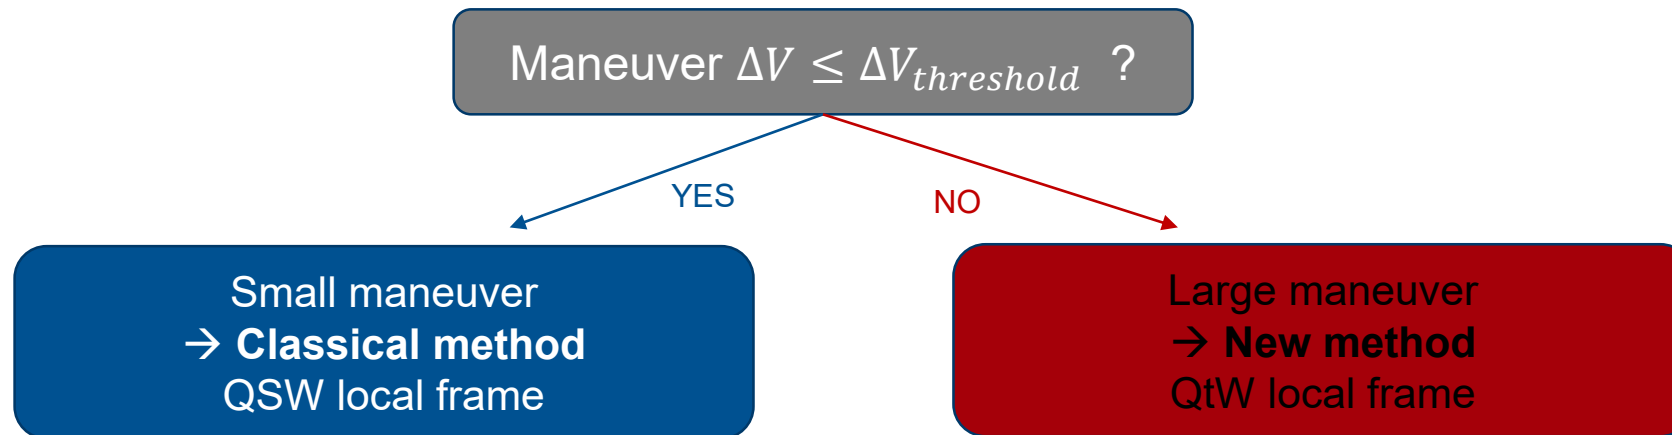 Maneuver ΔV ≤ ΔV_threshold ?
YES
NO
Small maneuver
→ Classical method
QSW local frame
Large maneuver
→ New method
QtW local frame